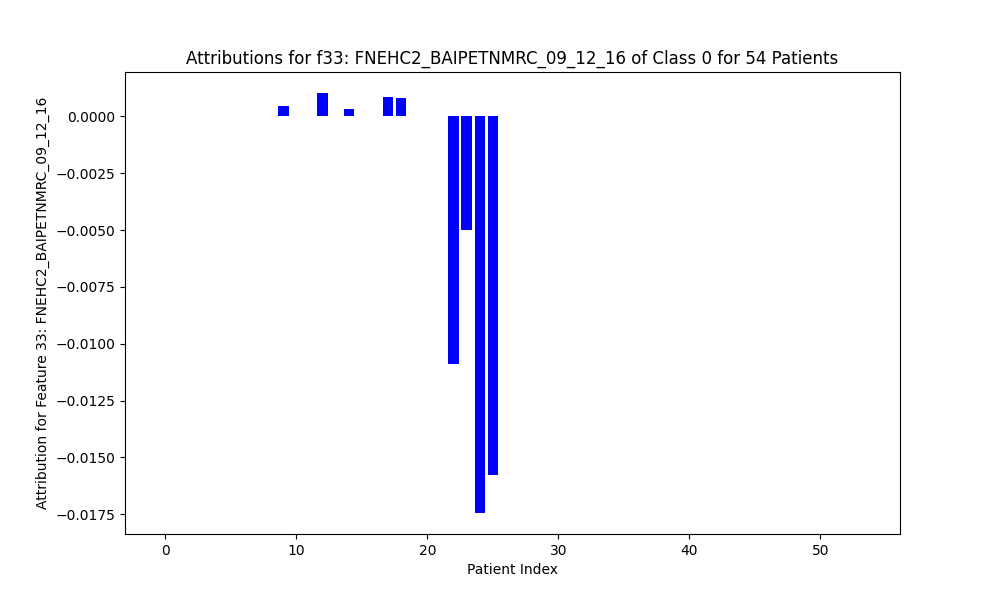 Attributions for f33: FNEHC2_BAIPETNMRC_09_12_16 of Class 0 for 54 Patients
Attribution for Feature 33: FNEHC2_BAIPETNMRC_09_12_16
0.0000
−0.0025
−0.0050
−0.0075
−0.0100
−0.0125
−0.0150
−0.0175
0 10 20 30 40 50
Patient Index